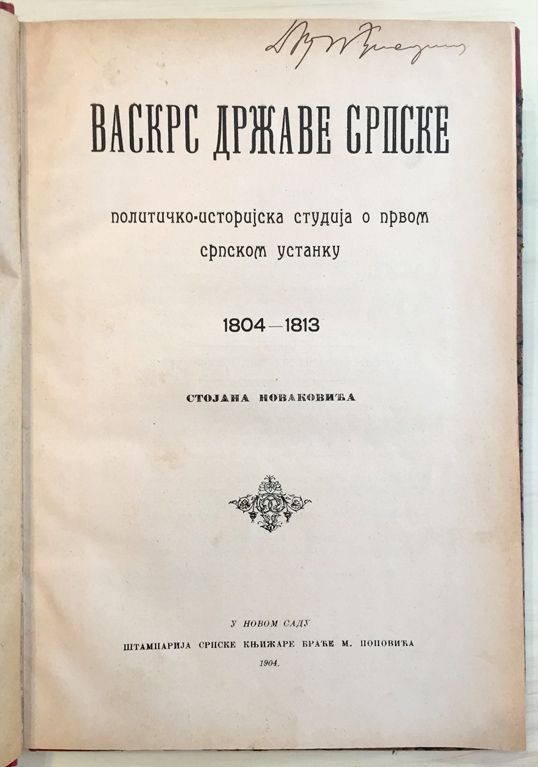 ВАСКРС ДРЖАВЕ СРПСКЕ
ПОЛИТИЧКО-ИСТОРИЈСКА СТУДИЈА О ПРВОМ
СРПСКОМ УСТАНКУ
1804—1813
СТОЈАНА НОВАКОВИЋА
У НОВОМ САДУ
ШТАМПАРИЈА СРПСКЕ КЊИЖАРЕ БРАЋЕ М. ПОПОВИЋА
1904.